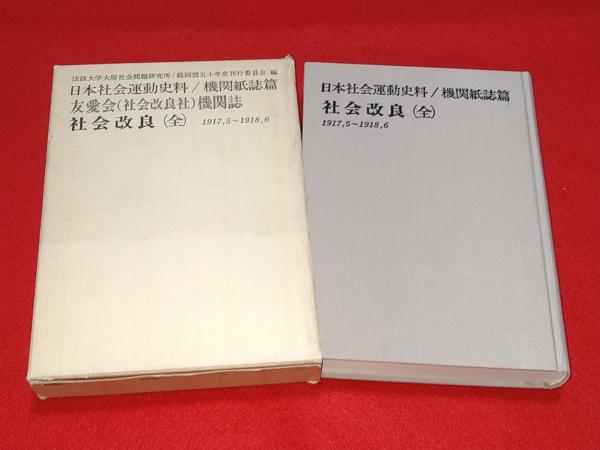 法政大学大原社会問題研究所/総同盟五十年史刊行委員会 編
日本社会運動史料/機関紙誌篇
友愛会(社会改良社)機関誌
社会改良(全) 1917,5~1918,6
日本社会運動史料/機関紙誌篇
社会改良(全)
1917,5~1918,6